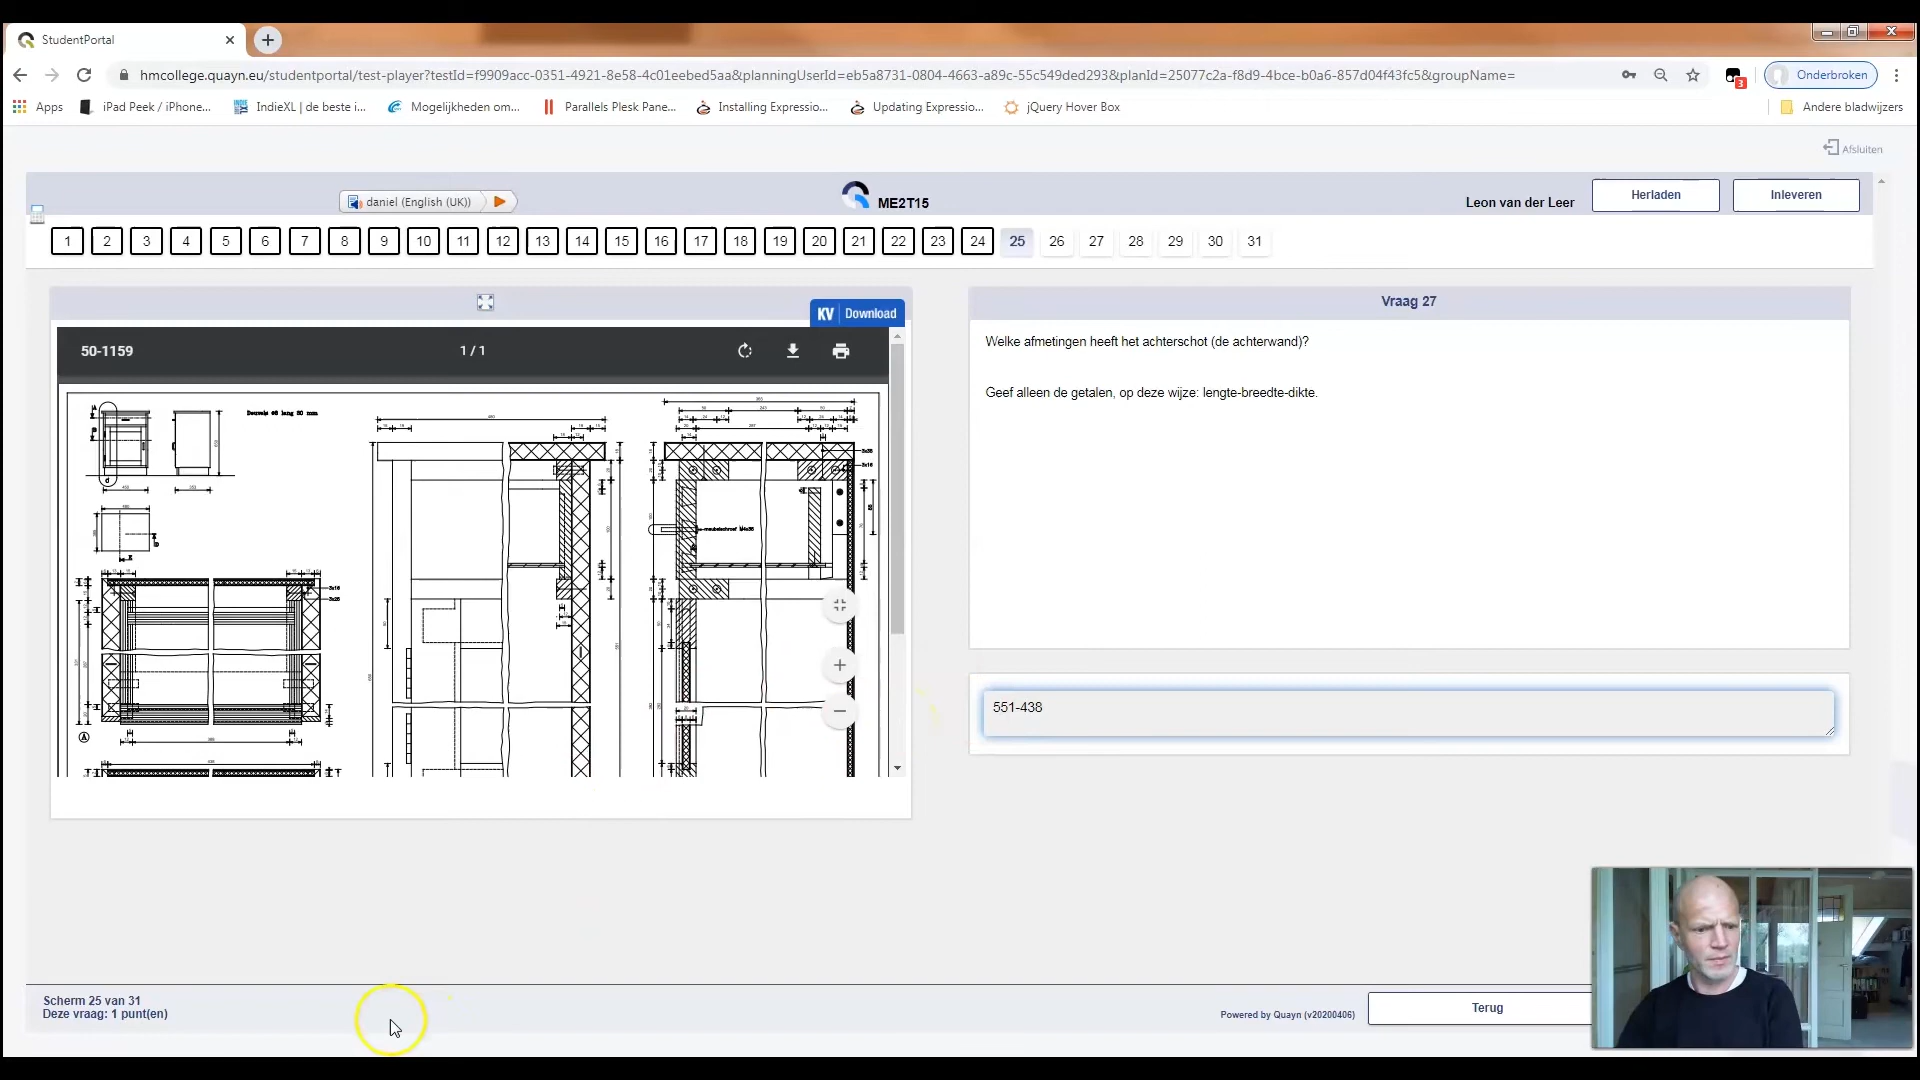 StudentPortal
hmcollege.quayn.eu/studentportal/test-player?testId=f9909acc-0351-4921-8e58-4c01eebed5aa&planningUserId=eb5a8731-0804-4663-a89c-55c549ded293&planId=25077c2a-f8d9-4bce-b0a6-857d04f43fc5&groupName=
3
Onderbroken
Apps
iPad Peek / iPhone...
IndieXL | de beste i...
Mogelijkheden om...
Parallels Plesk Pane...
Installing Expressio...
Updating Expressio...
jQuery Hover Box
Andere bladwijzers
Afsluiten
daniel (English (UK))
ME2T15
Leon van der Leer
Herladen
Inleveren
1 2 3 4 5 6 7 8 9 10 11 12 13 14 15 16 17 18 19 20 21 22 23 24 25 26 27 28 29 30 31
KV Download
50-1159
1 / 1
Vraag 27
Welke afmetingen heeft het achterschot (de achterwand)?
Geef alleen de getalen, op deze wijze: lengte-breedte-dikte.
551-438
Scherm 25 van 31
Deze vraag: 1 punt(en)
Powered by Quayn (v20200406)
Terug